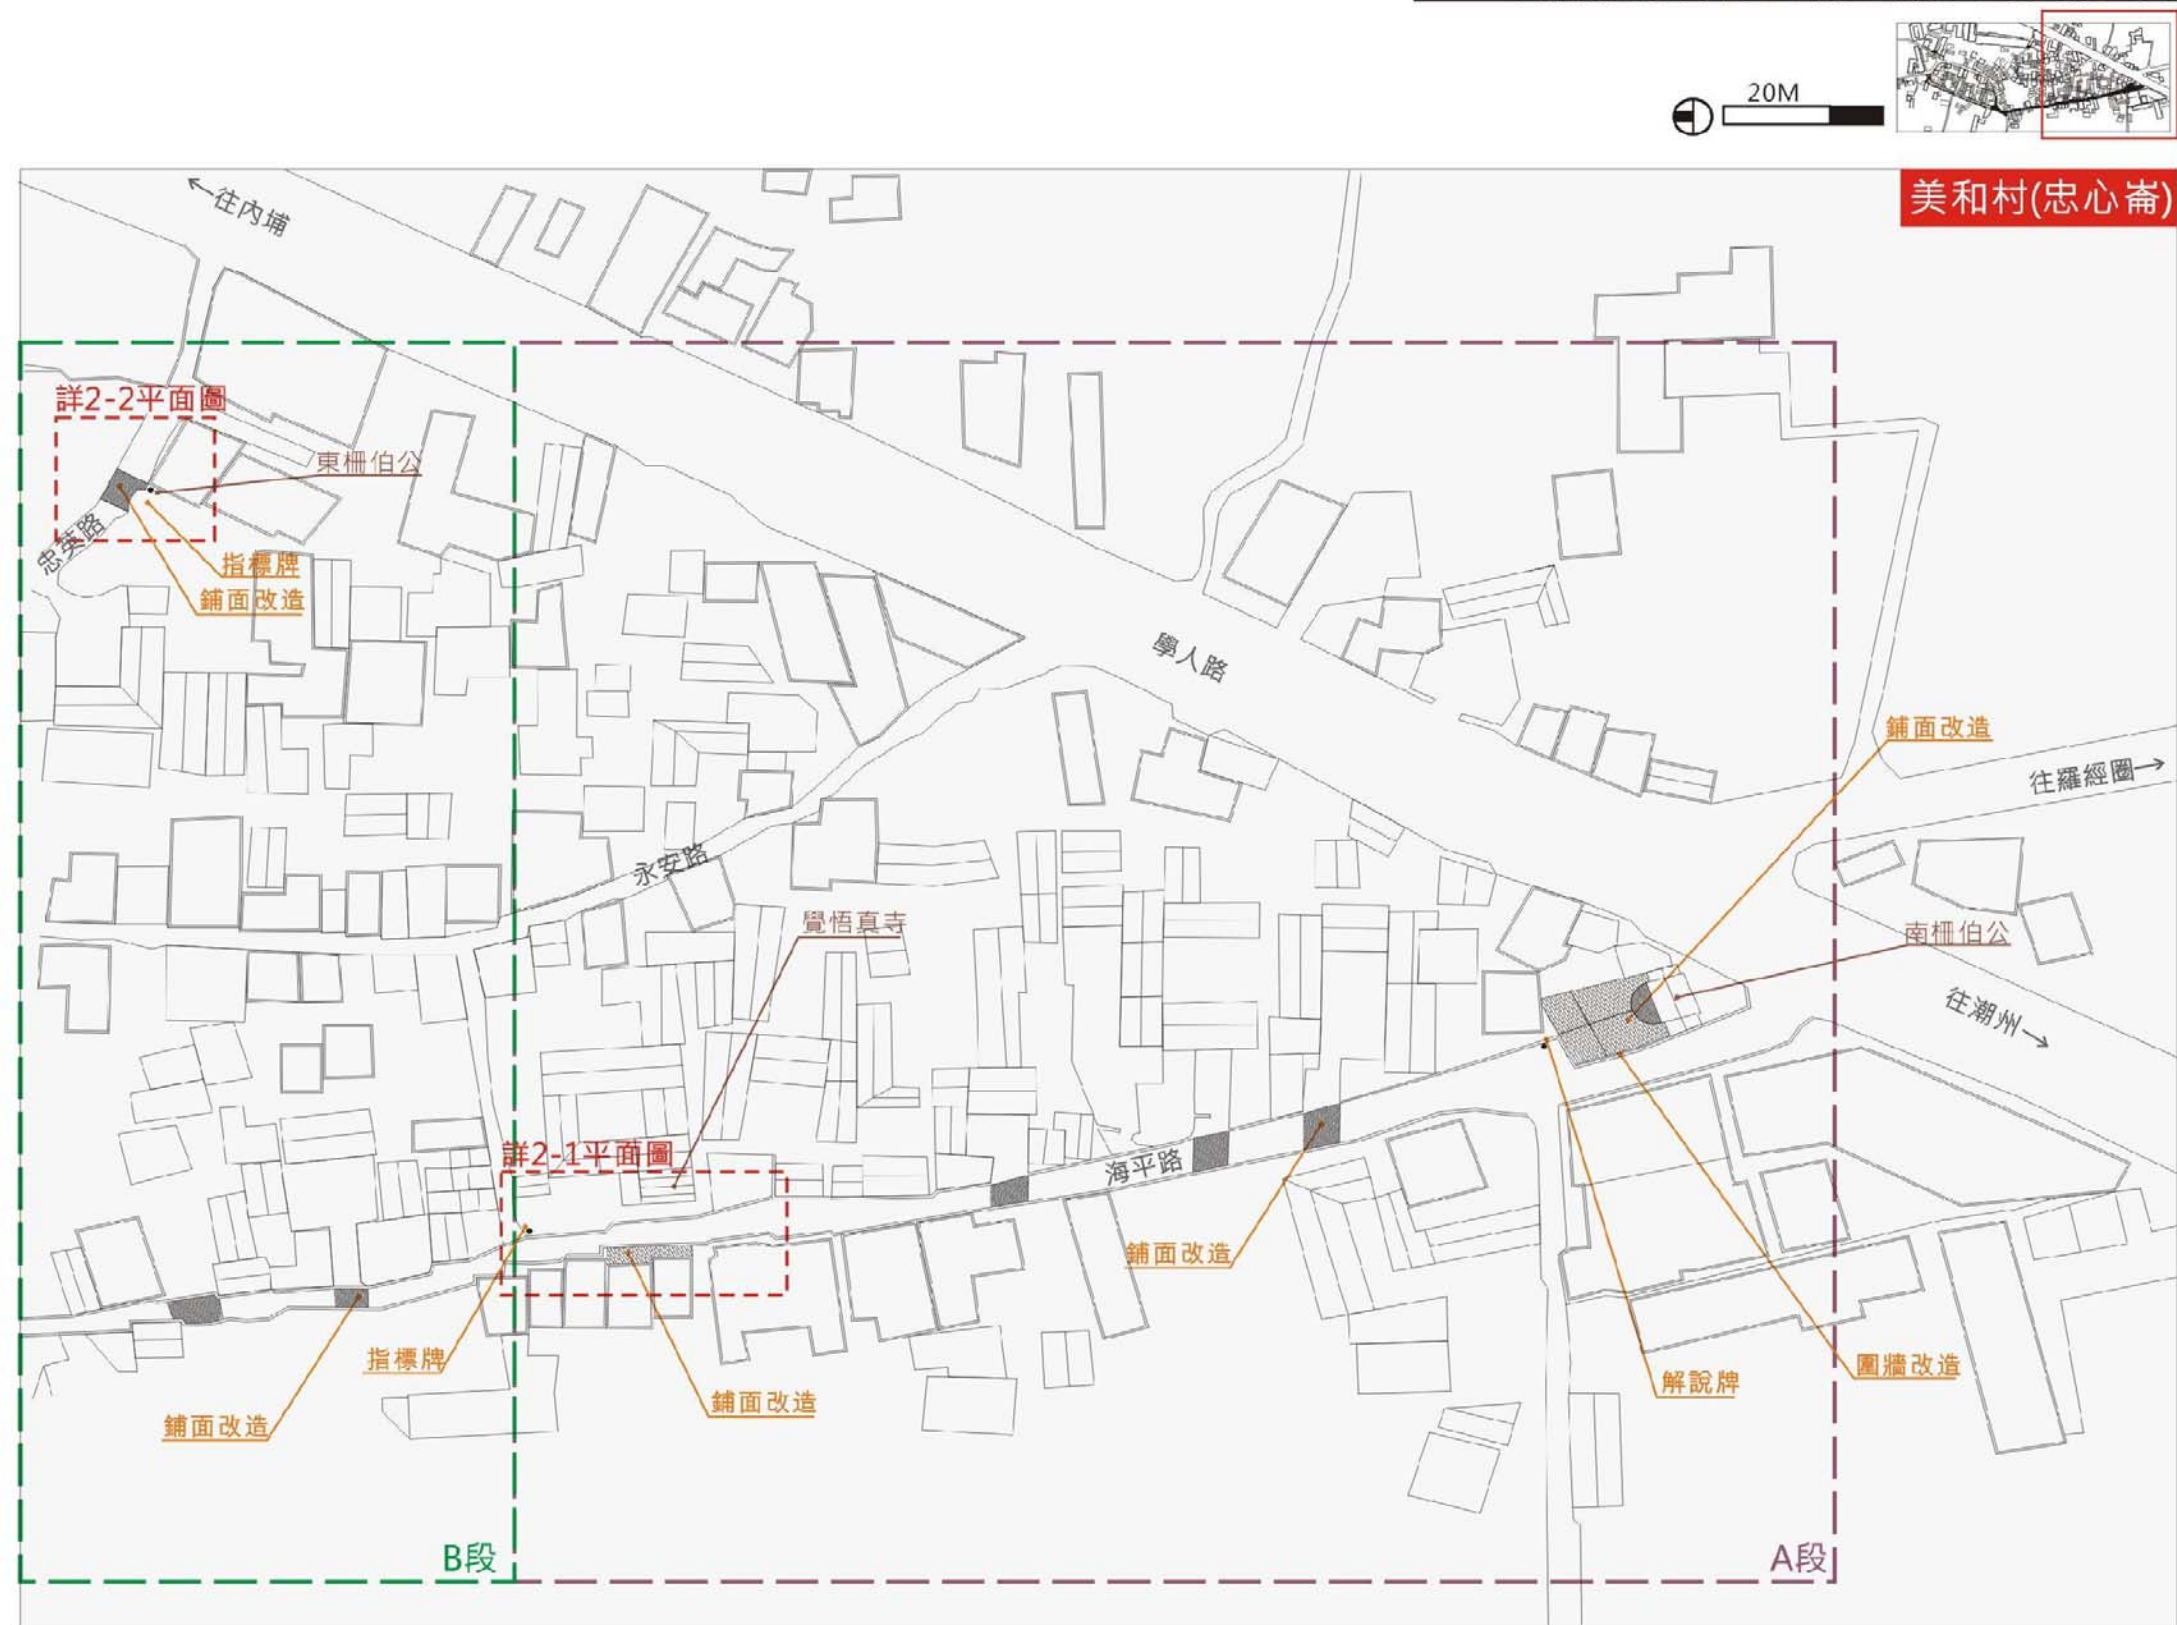 20M
美和村(忠心崙)
←往內埔
詳2-2平面圖
東柵伯公
忠英路
指標牌
鋪面改造
學人路
鋪面改造
往羅經圈→
永安路
覺悟真寺
南柵伯公
往潮州→
詳2-1平面圖
海平路
鋪面改造
指標牌
鋪面改造
鋪面改造
解說牌
圍牆改造
B段
A段